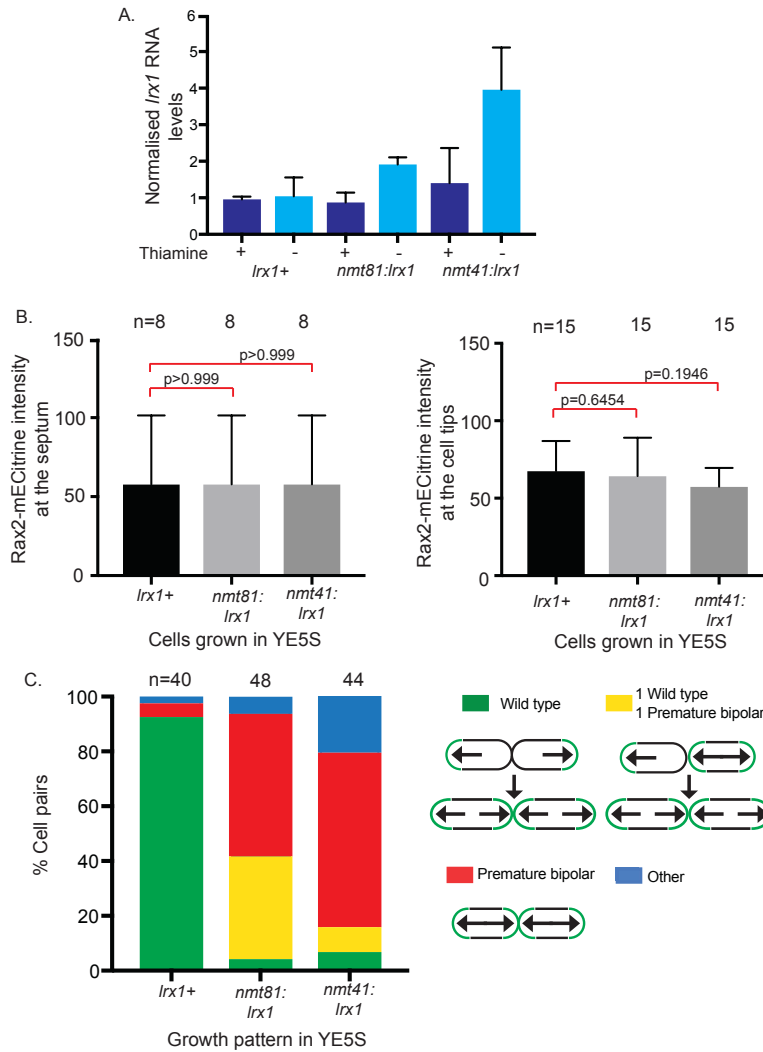 A.
Normalised lrx1 RNA
levels
6
5
4
3
2
1
0
Thiamine + - + - + -
lrx1+ nmt81:lrx1 nmt41:lrx1
B.
n=8 8 8
150
100
50
0
p>0.999
p>0.999
Rax2-mECitrine intensity
at the septum
lrx1+ nmt81: nmt41:
lrx1 lrx1
Cells grown in YE5S
n=15 15 15
150
100
50
0
p=0.1946
p=0.6454
Rax2-mECitrine intensity
at the cell tips
lrx1+ nmt81: nmt41:
lrx1 lrx1
Cells grown in YE5S
C.
n=40 48 44
100
80
60
40
20
0
% Cell pairs
lrx1+ nmt81: nmt41:
lrx1 lrx1
Growth pattern in YE5S
Wild type
1 Wild type
1 Premature bipolar
Premature bipolar
Other